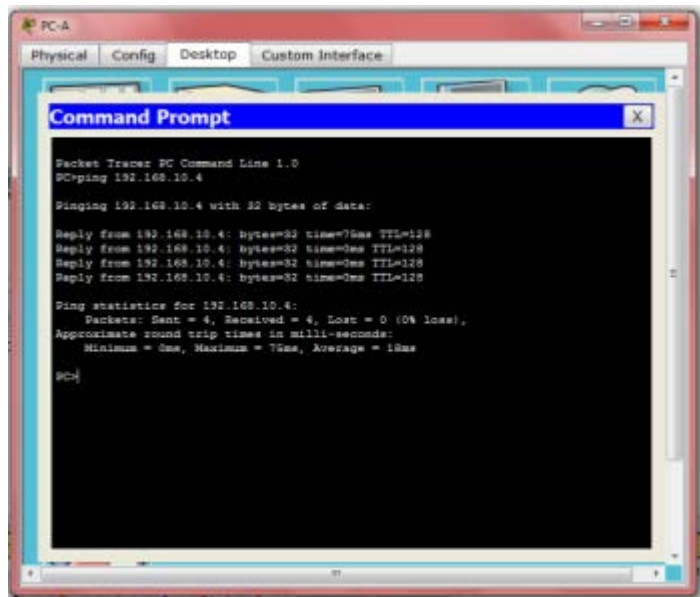 PC-A
Physical Config Desktop Custom Interface
Command Prompt
X
Packet Tracer PC Command Line 1.0
PC>ping 192.168.10.4
Pinging 192.168.10.4 with 32 bytes of data:
Reply from 192.168.10.4: bytes=32 time=75ms TTL=128
Reply from 192.168.10.4: bytes=32 time=0ms TTL=128
Reply from 192.168.10.4: bytes=32 time=0ms TTL=128
Reply from 192.168.10.4: bytes=32 time=0ms TTL=128
Ping statistics for 192.168.10.4:
Packets: Sent = 4, Received = 4, Lost = 0 (0% loss),
Approximate round trip times in milli-seconds:
Minimum = 0ms, Maximum = 75ms, Average = 18ms
PC>